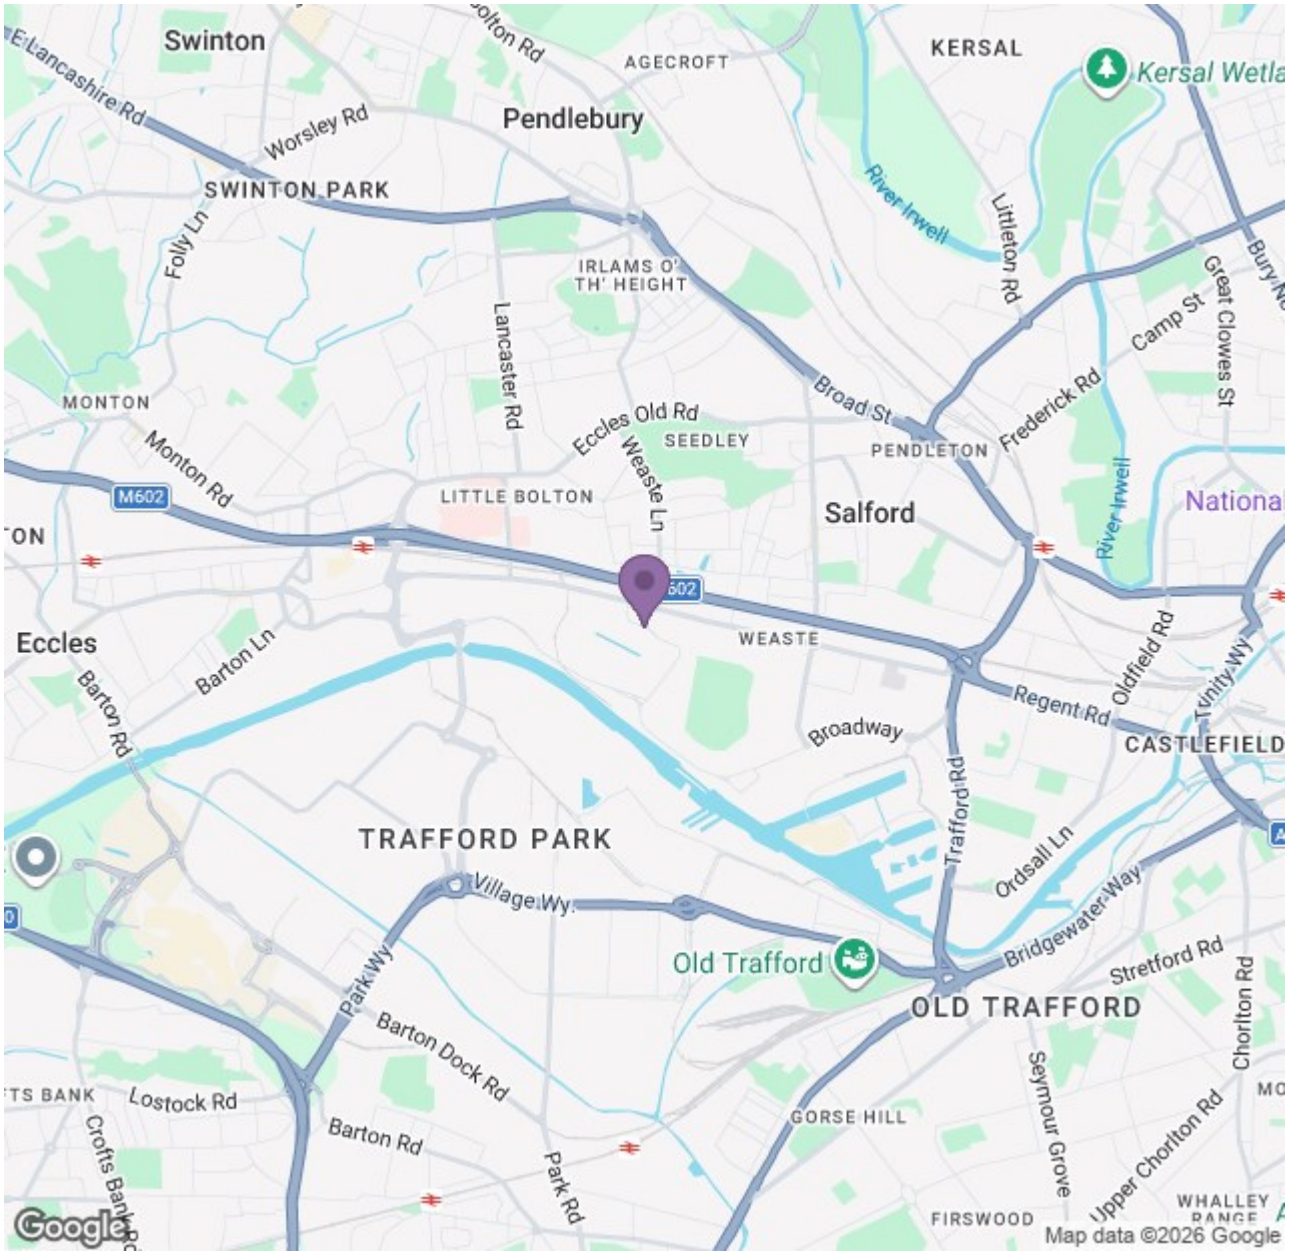 Swinton
Bolton Rd
AGECROFT
KERSAL
Kersal Wetla
E Lancashire Rd
Worsley Rd
Pendlebury
SWINTON PARK
River Irwell
Littleton Rd
Folly Ln
IRLAMS O'
TH' HEIGHT
Great Clowes St
Camp St
Lancaster Rd
Broad St
Frederick Rd
MONTON
Eccles Old Rd
SEEDLEY
PENDLETON
Monton Rd
Weaste Ln
M602
LITTLE BOLTON
Salford
River Irwell
National
TON
602
Eccles
Barton Ln
WEASTE
Oldfield Rd
Trinity Wy
Barton Rd
Regent Rd
Broadway
CASTLEFIELD
Trafford Rd
TRAFFORD PARK
A
Ordsall Ln
Village Wy.
0
Bridgewater Way
Old Trafford
Stretford Rd
Park Wy
OLD TRAFFORD
Chorlton Rd
Barton Dock Rd
FTS BANK
Lostock Rd
Seymour Grove
MO
GORSE HILL
Barton Rd
Crofts Bank Rd
Park Rd
Upper Chorlton Rd
WHALLEY
RANGE
FIRSWOOD
A
Google
Map data ©2026 Google